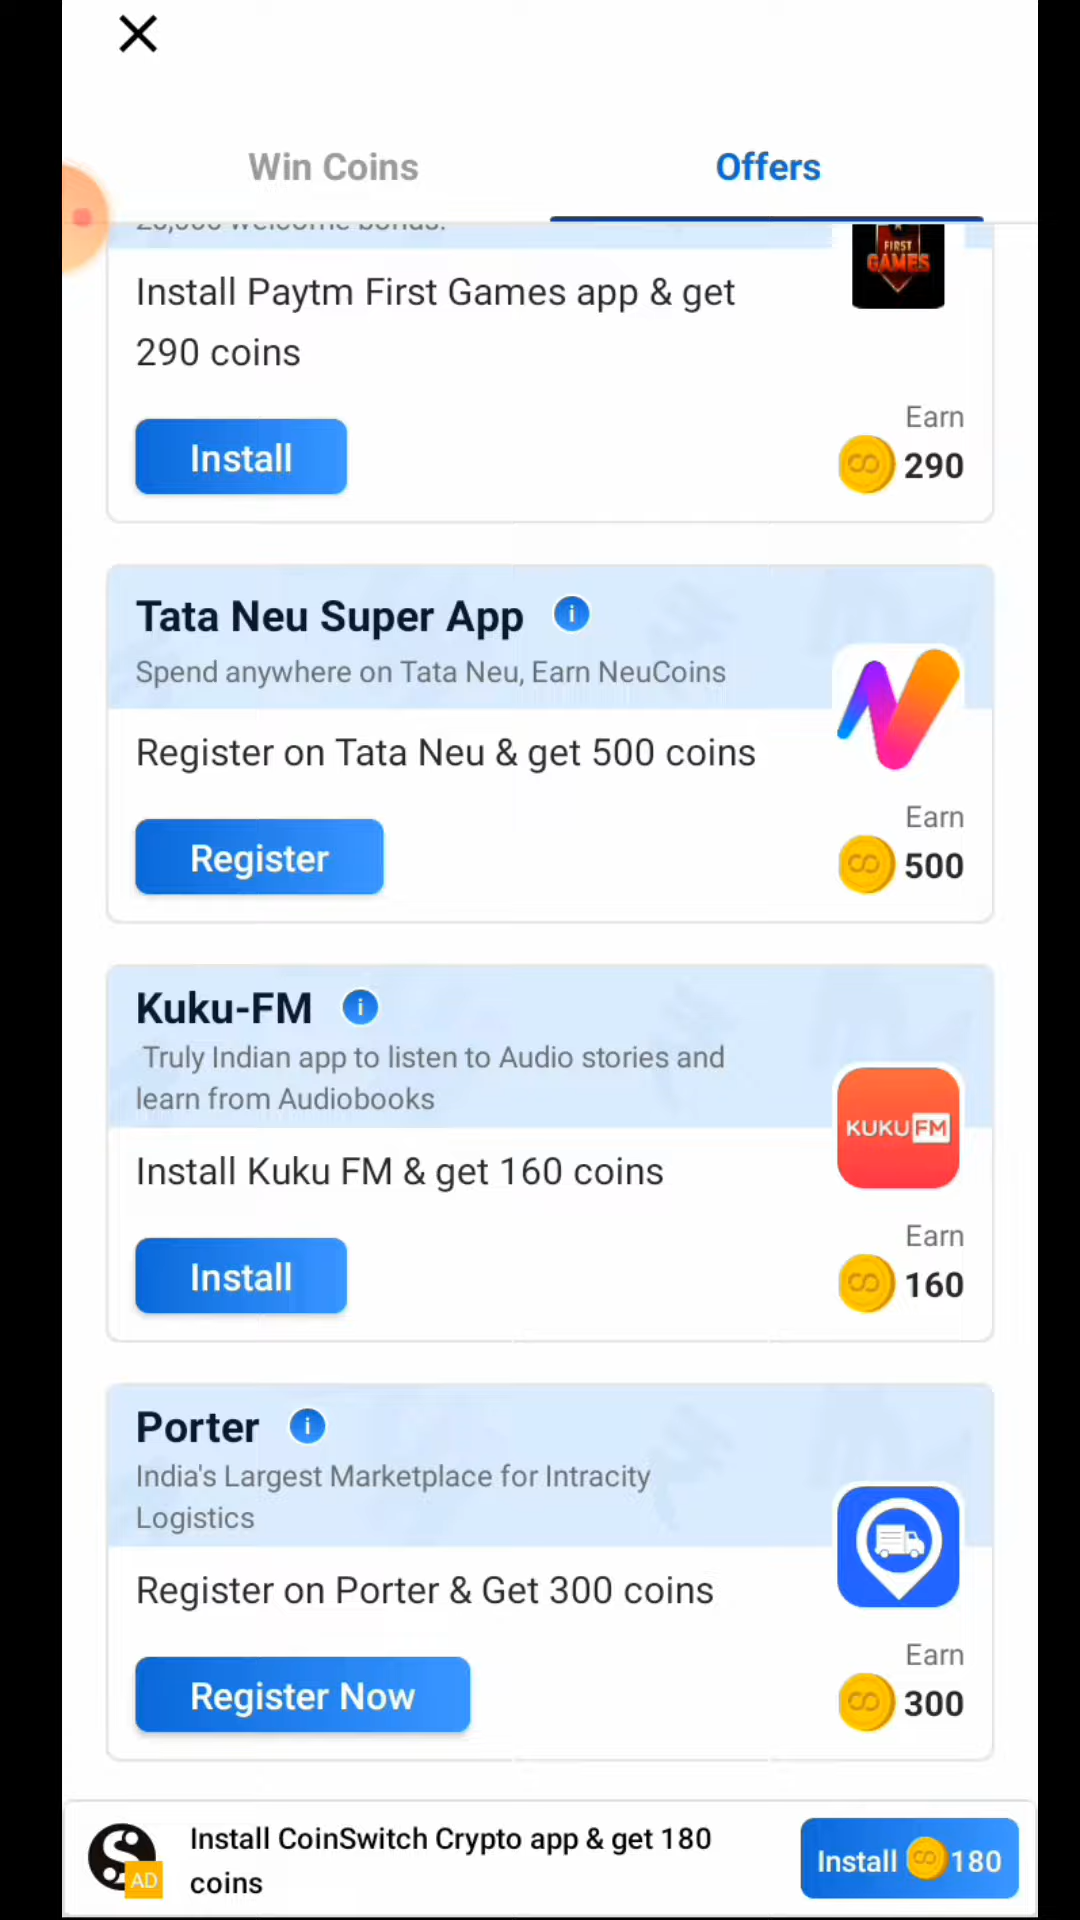 Win Coins
Offers
welcome bonus.
FIRST
GAMES
Install Paytm First Games app & get
290 coins
Earn
Install
290
Tata Neu Super App
i
Spend anywhere on Tata Neu, Earn NeuCoins
Register on Tata Neu & get 500 coins
Earn
Register
500
Kuku-FM
i
Truly Indian app to listen to Audio stories and
learn from Audiobooks
KUKU FM
Install Kuku FM & get 160 coins
Earn
Install
160
Porter
i
India's Largest Marketplace for Intracity
Logistics
Register on Porter & Get 300 coins
Earn
Register Now
300
Install CoinSwitch Crypto app & get 180
coins
AD
Install 180